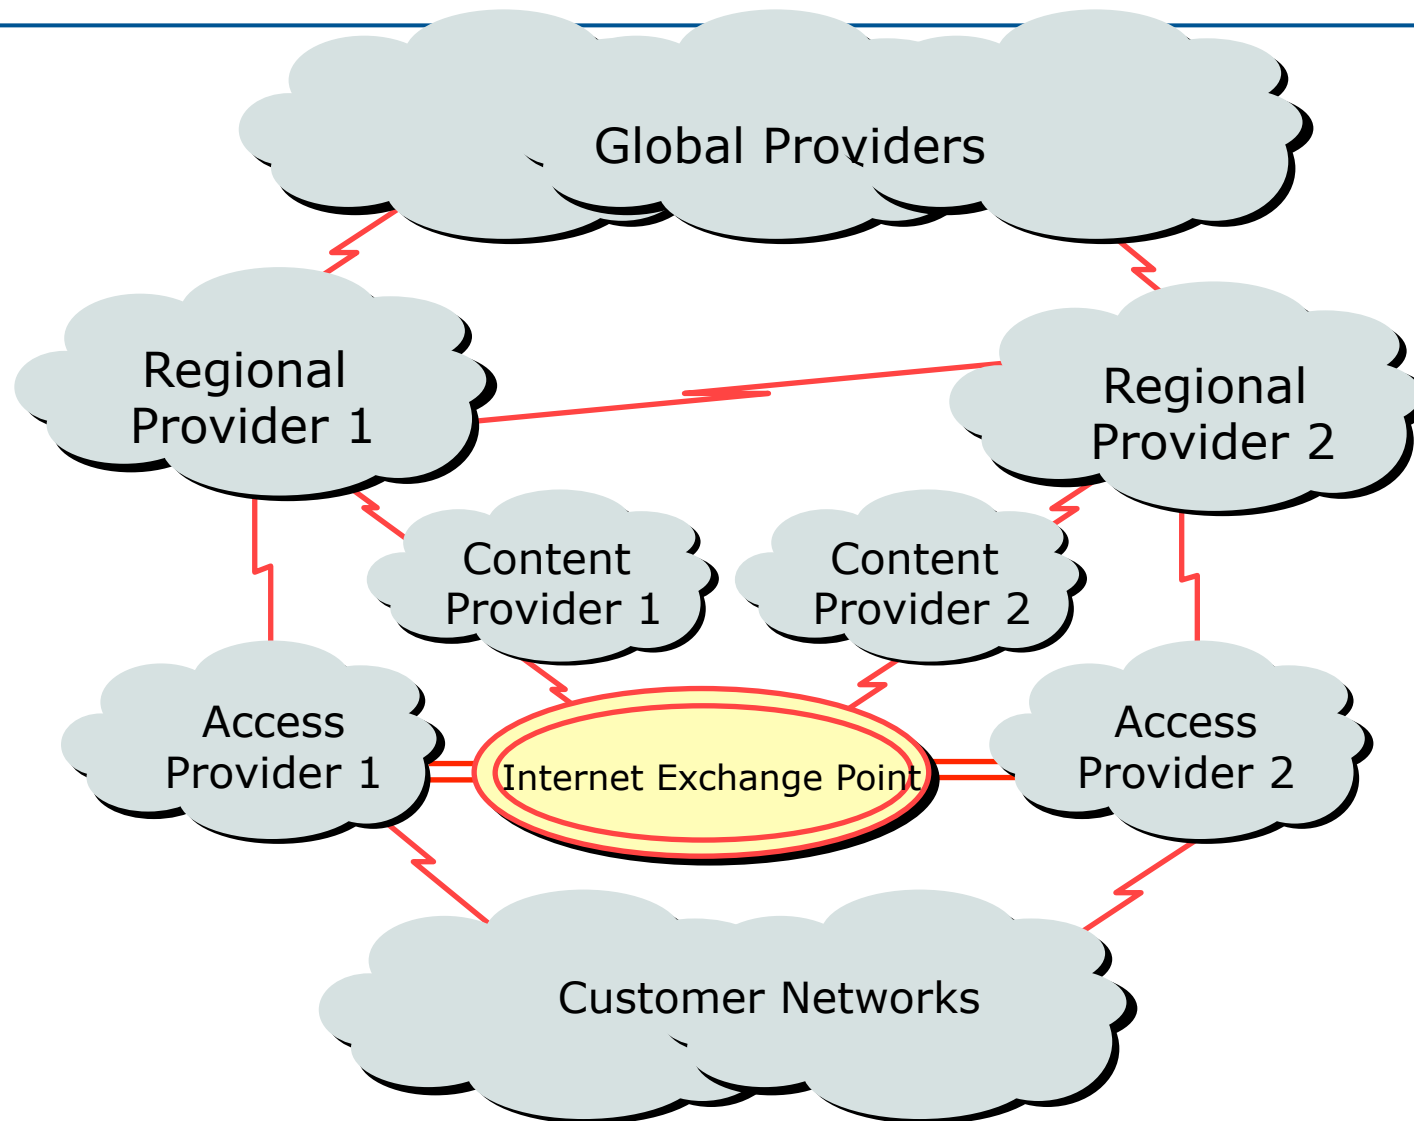 Global Providers
Regional
Provider 1
Regional
Provider 2
Content
Provider 1
Content
Provider 2
Access
Provider 1
Internet Exchange Point
Access
Provider 2
Customer Networks